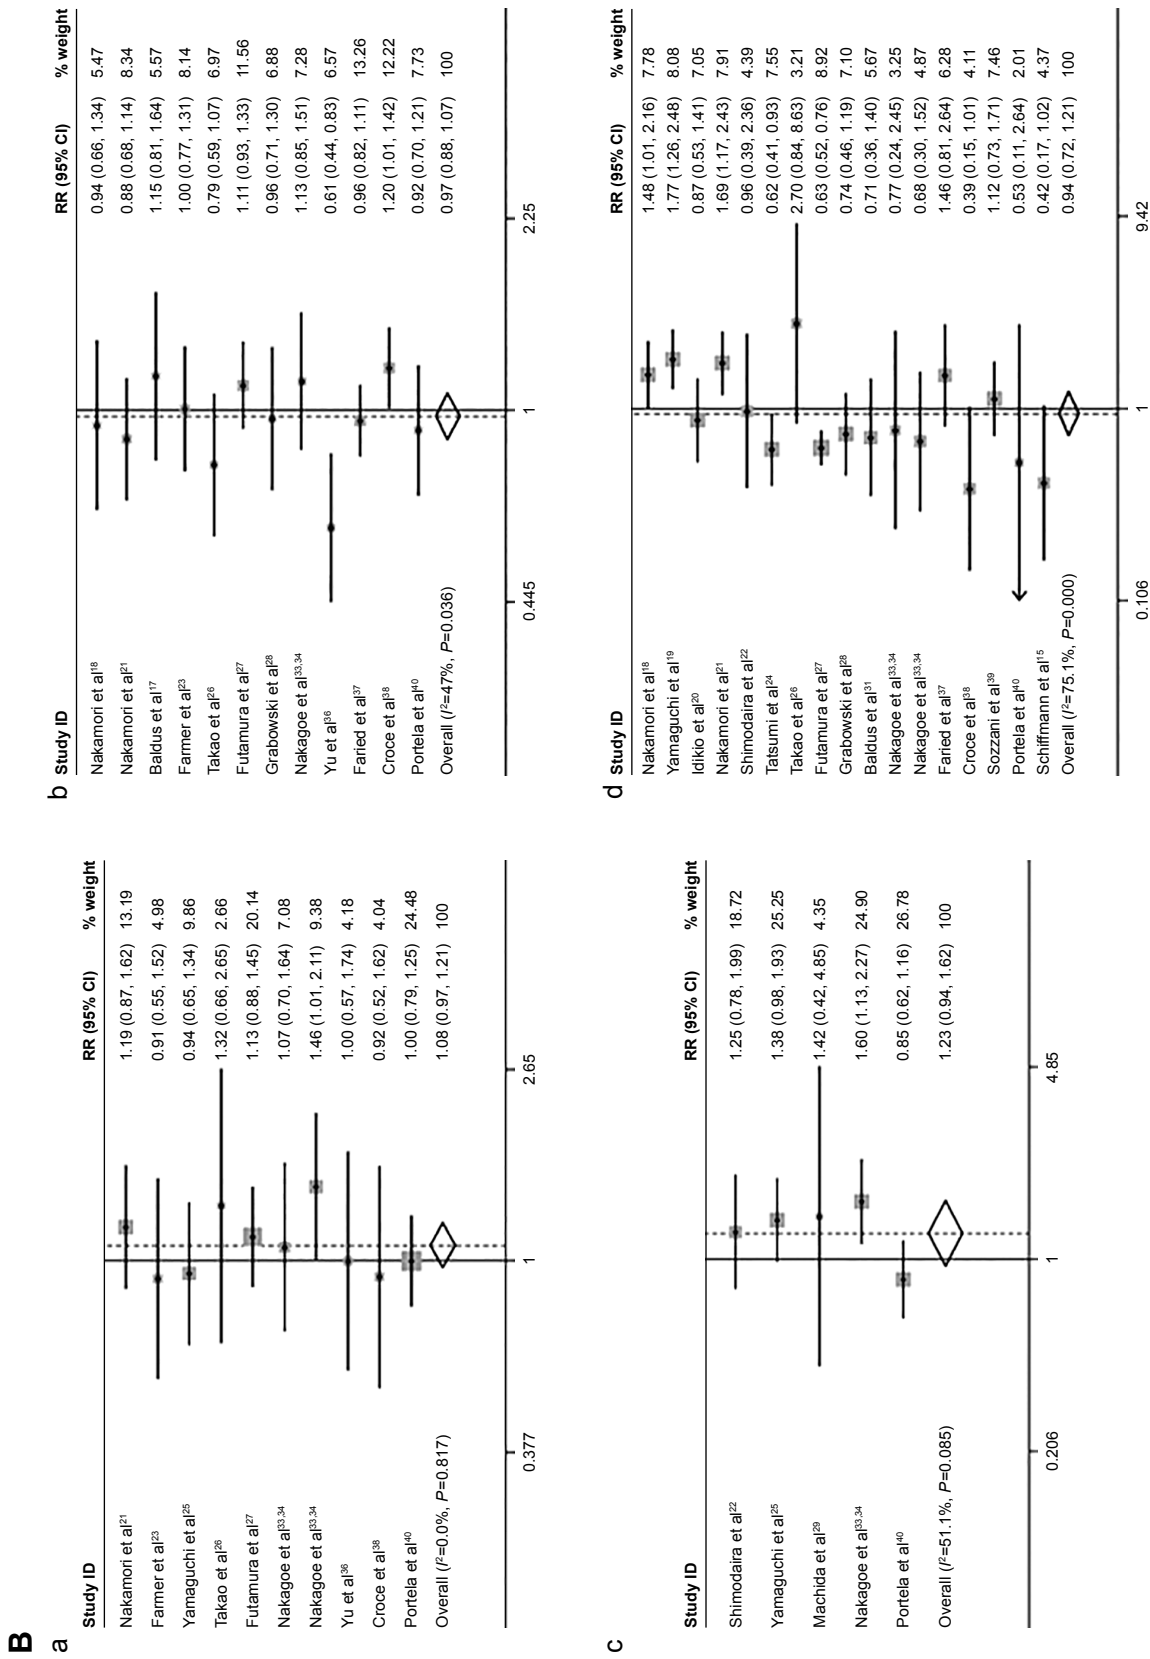 B
a
Study ID RR (95% CI) % weight
Nakamori et al21 1.19 (0.87, 1.62) 13.19
Farmer et al23 0.91 (0.55, 1.52) 4.98
Yamaguchi et al25 0.94 (0.65, 1.34) 9.86
Takao et al26 1.32 (0.66, 2.65) 2.66
Futamura et al27 1.13 (0.88, 1.45) 20.14
Nakagoe et al33,34 1.07 (0.70, 1.64) 7.08
Nakagoe et al33,34 1.46 (1.01, 2.11) 9.38
Yu et al36 1.00 (0.57, 1.74) 4.18
Croce et al38 0.92 (0.52, 1.62) 4.04
Portela et al40 1.00 (0.79, 1.25) 24.48
Overall (I2=0.0%, P=0.817) 1.08 (0.97, 1.21) 100
0.377 1 2.65
b
Study ID RR (95% CI) % weight
Nakamori et al18 0.94 (0.66, 1.34) 5.47
Nakamori et al21 0.88 (0.68, 1.14) 8.34
Baldus et al17 1.15 (0.81, 1.64) 5.57
Farmer et al23 1.00 (0.77, 1.31) 8.14
Takao et al26 0.79 (0.59, 1.07) 6.97
Futamura et al27 1.11 (0.93, 1.33) 11.56
Grabowski et al28 0.96 (0.71, 1.30) 6.88
Nakagoe et al33,34 1.13 (0.85, 1.51) 7.28
Yu et al36 0.61 (0.44, 0.83) 6.57
Faried et al37 0.96 (0.82, 1.11) 13.26
Croce et al38 1.20 (1.01, 1.42) 12.22
Portela et al40 0.92 (0.70, 1.21) 7.73
Overall (I2=47%, P=0.036) 0.97 (0.88, 1.07) 100
0.445 1 2.25
c
Study ID RR (95% CI) % weight
Shimodaira et al22 1.25 (0.78, 1.99) 18.72
Yamaguchi et al25 1.38 (0.98, 1.93) 25.25
Machida et al29 1.42 (0.42, 4.85) 4.35
Nakagoe et al33,34 1.60 (1.13, 2.27) 24.90
Portela et al40 0.85 (0.62, 1.16) 26.78
Overall (I2=51.1%, P=0.085) 1.23 (0.94, 1.62) 100
0.206 1 4.85
d
Study ID RR (95% CI) % weight
Nakamori et al18 1.48 (1.01, 2.16) 7.78
Yamaguchi et al19 1.77 (1.26, 2.48) 8.08
Idikio et al20 0.87 (0.53, 1.41) 7.05
Nakamori et al21 1.69 (1.17, 2.43) 7.91
Shimodaira et al22 0.96 (0.39, 2.36) 4.39
Tatsumi et al24 0.62 (0.41, 0.93) 7.55
Takao et al26 2.70 (0.84, 8.63) 3.21
Futamura et al27 0.63 (0.52, 0.76) 8.92
Grabowski et al28 0.74 (0.46, 1.19) 7.10
Baldus et al31 0.71 (0.36, 1.40) 5.67
Nakagoe et al33,34 0.77 (0.24, 2.45) 3.25
Nakagoe et al33,34 0.68 (0.30, 1.52) 4.87
Faried et al37 1.46 (0.81, 2.64) 6.28
Croce et al38 0.39 (0.15, 1.01) 4.11
Sozzani et al39 1.12 (0.73, 1.71) 7.46
Portela et al40 0.53 (0.11, 2.64) 2.01
Schiffmann et al15 0.42 (0.17, 1.02) 4.37
Overall (I2=75.1%, P=0.000) 0.94 (0.72, 1.21) 100
0.106 1 9.42